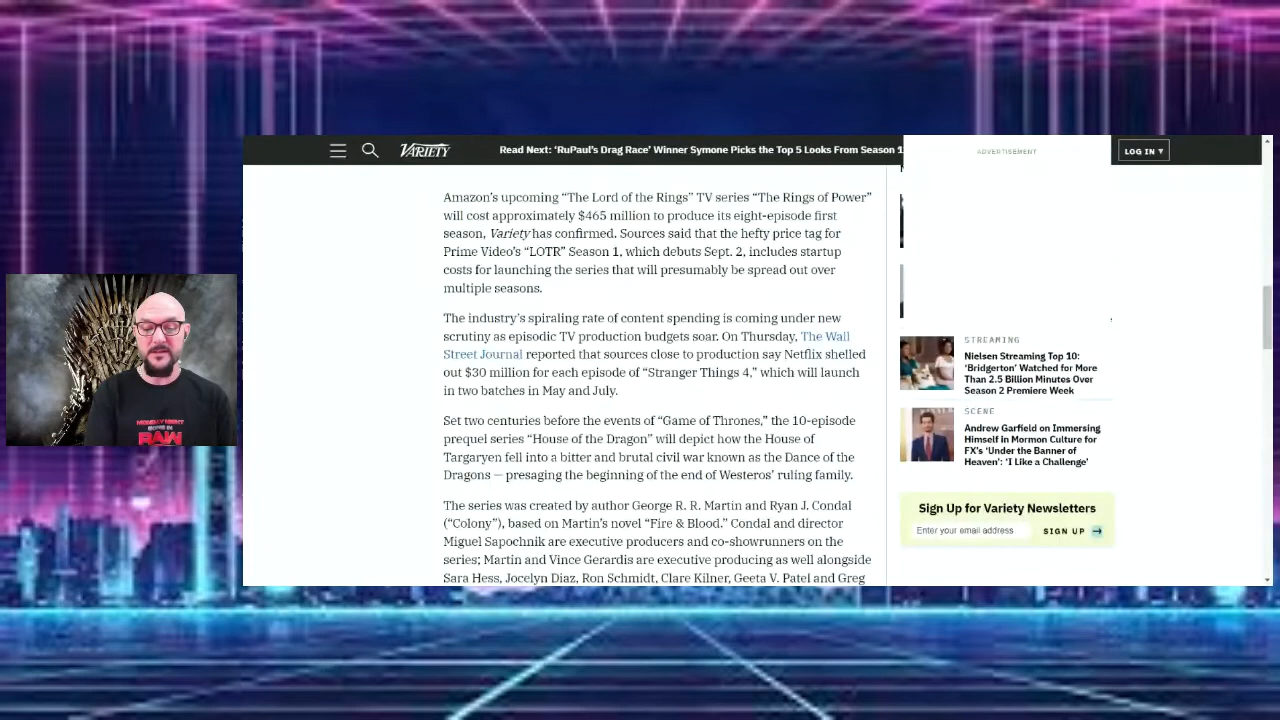 VARIETY
Read Next: 'RuPaul's Drag Race' Winner Symone Picks the Top 5 Looks From Season 1
ADVERTISEMENT
LOG IN
Amazon's upcoming “The Lord of the Rings” TV series “The Rings of Power”
will cost approximately $465 million to produce its eight-episode first
season, Variety has confirmed. Sources said that the hefty price tag for
Prime Video's “LOTR” Season 1, which debuts Sept. 2, includes startup
costs for launching the series that will presumably be spread out over
multiple seasons.
The industry's spiraling rate of content spending is coming under new
scrutiny as episodic TV production budgets soar. On Thursday, The Wall
Street Journal reported that sources close to production say Netflix shelled
out $30 million for each episode of “Stranger Things 4,” which will launch
in two batches in May and July.
Set two centuries before the events of “Game of Thrones,” the 10-episode
prequel series “House of the Dragon” will depict how the House of
Targaryen fell into a bitter and brutal civil war known as the Dance of the
Dragons — presaging the beginning of the end of Westeros' ruling family.
The series was created by author George R. R. Martin and Ryan J. Condal
(“Colony”), based on Martin's novel “Fire & Blood.” Condal and director
Miguel Sapochnik are executive producers and co-showrunners on the
series; Martin and Vince Gerardis are executive producing as well alongside
Sara Hess, Jocelyn Diaz, Ron Schmidt, Clare Kilner, Geeta V. Patel and Greg
STREAMING
Nielsen Streaming Top 10:
'Bridgerton' Watched for More
Than 2.5 Billion Minutes Over
Season 2 Premiere Week
SCENE
Andrew Garfield on Immersing
Himself in Mormon Culture for
FX's 'Under the Banner of
Heaven': 'I Like a Challenge'
Sign Up for Variety Newsletters
Enter your email address
SIGN UP →
MONDAY NIGHT
RAW